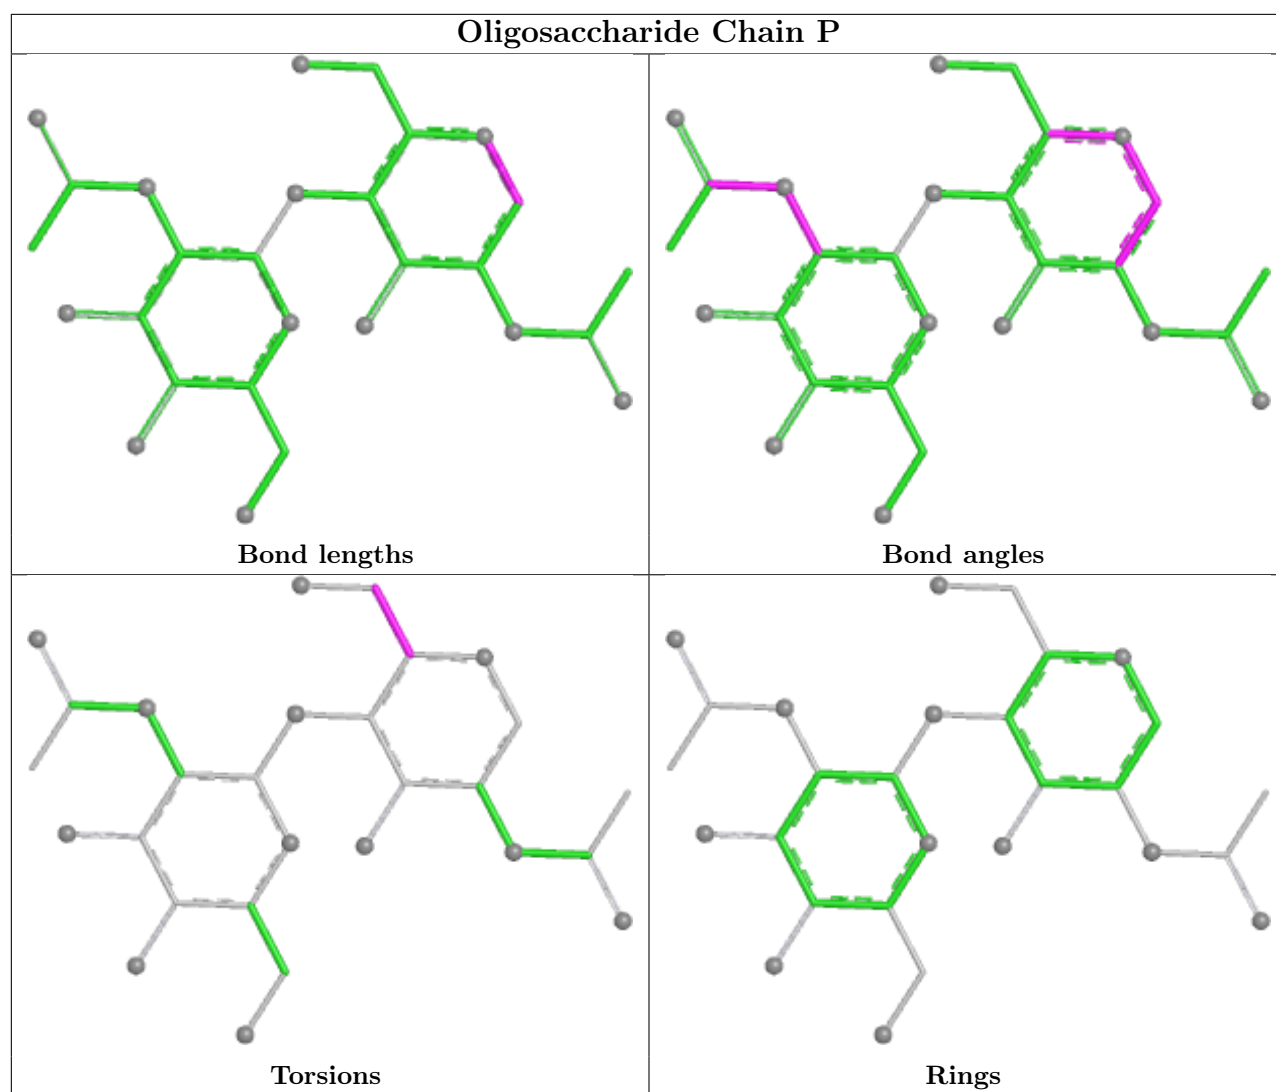 Oligosaccharide Chain P
Bond lengths
Bond angles
Torsions
Rings